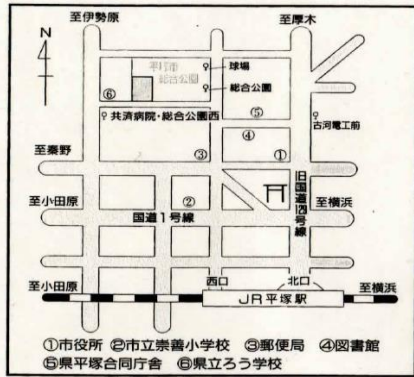 至伊勢原
至厚木
N
平塚市
総合公園
球場
総合公園
⑥
⑤
古河電工前
共済病院・総合公園西
④
至秦野
③
①
旧国道129号線
至小田原
②
至横浜
国道1号線
至小田原
西口
北口
至横浜
JR平塚駅
①市役所 ②市立崇善小学校 ③郵便局 ④図書館
⑤県平塚合同庁舎 ⑥県立ろう学校